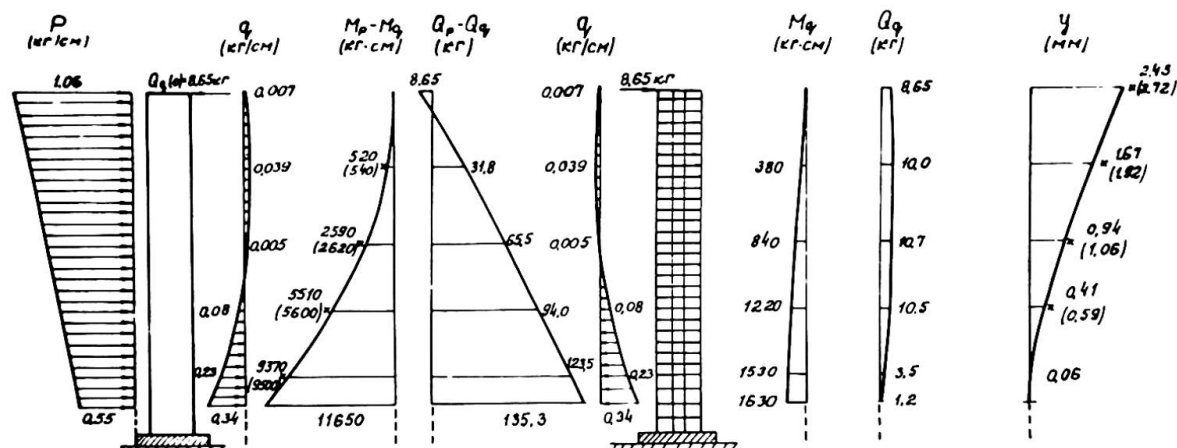 P
(кг/см)
q
(кг/см)
Mp-Mq
(кг·см)
Qp-Qq
(кг)
q
(кг/см)
Mq
(кг·см)
Qq
(кг)
y
(мм)
1.06
Qq(о)=8.65кг
0,007
8.65
0,007
8.65 кг
8,65
2.43
(2.72)
0,039
520
(540)
31,8
0,039
380
10,0
1.67
(1.92)
0,005
2590
(2620)
65,5
0,005
840
10,7
0,94
(1,06)
0,08
5510
(5600)
94,0
0,08
1220
10,5
0,41
(0,59)
0,23
9370
(9500)
123,5
0,23
1530
3,5
0,06
0,55
0,34
11650
135,3
0,34
1630
1,2